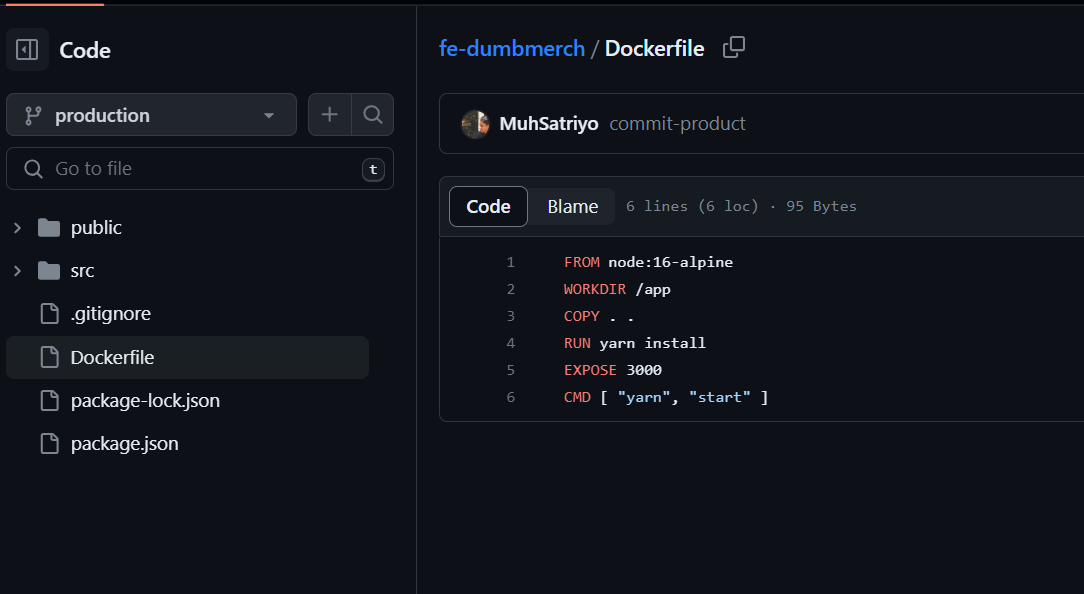 Code
production
Go to file
t
public
src
.gitignore
Dockerfile
package-lock.json
package.json
fe-dumbmerch / Dockerfile
MuhSatriyo commit-product
Code Blame 6 lines (6 loc) · 95 Bytes
1 FROM node:16-alpine
2 WORKDIR /app
3 COPY . .
4 RUN yarn install
5 EXPOSE 3000
6 CMD [ "yarn", "start" ]